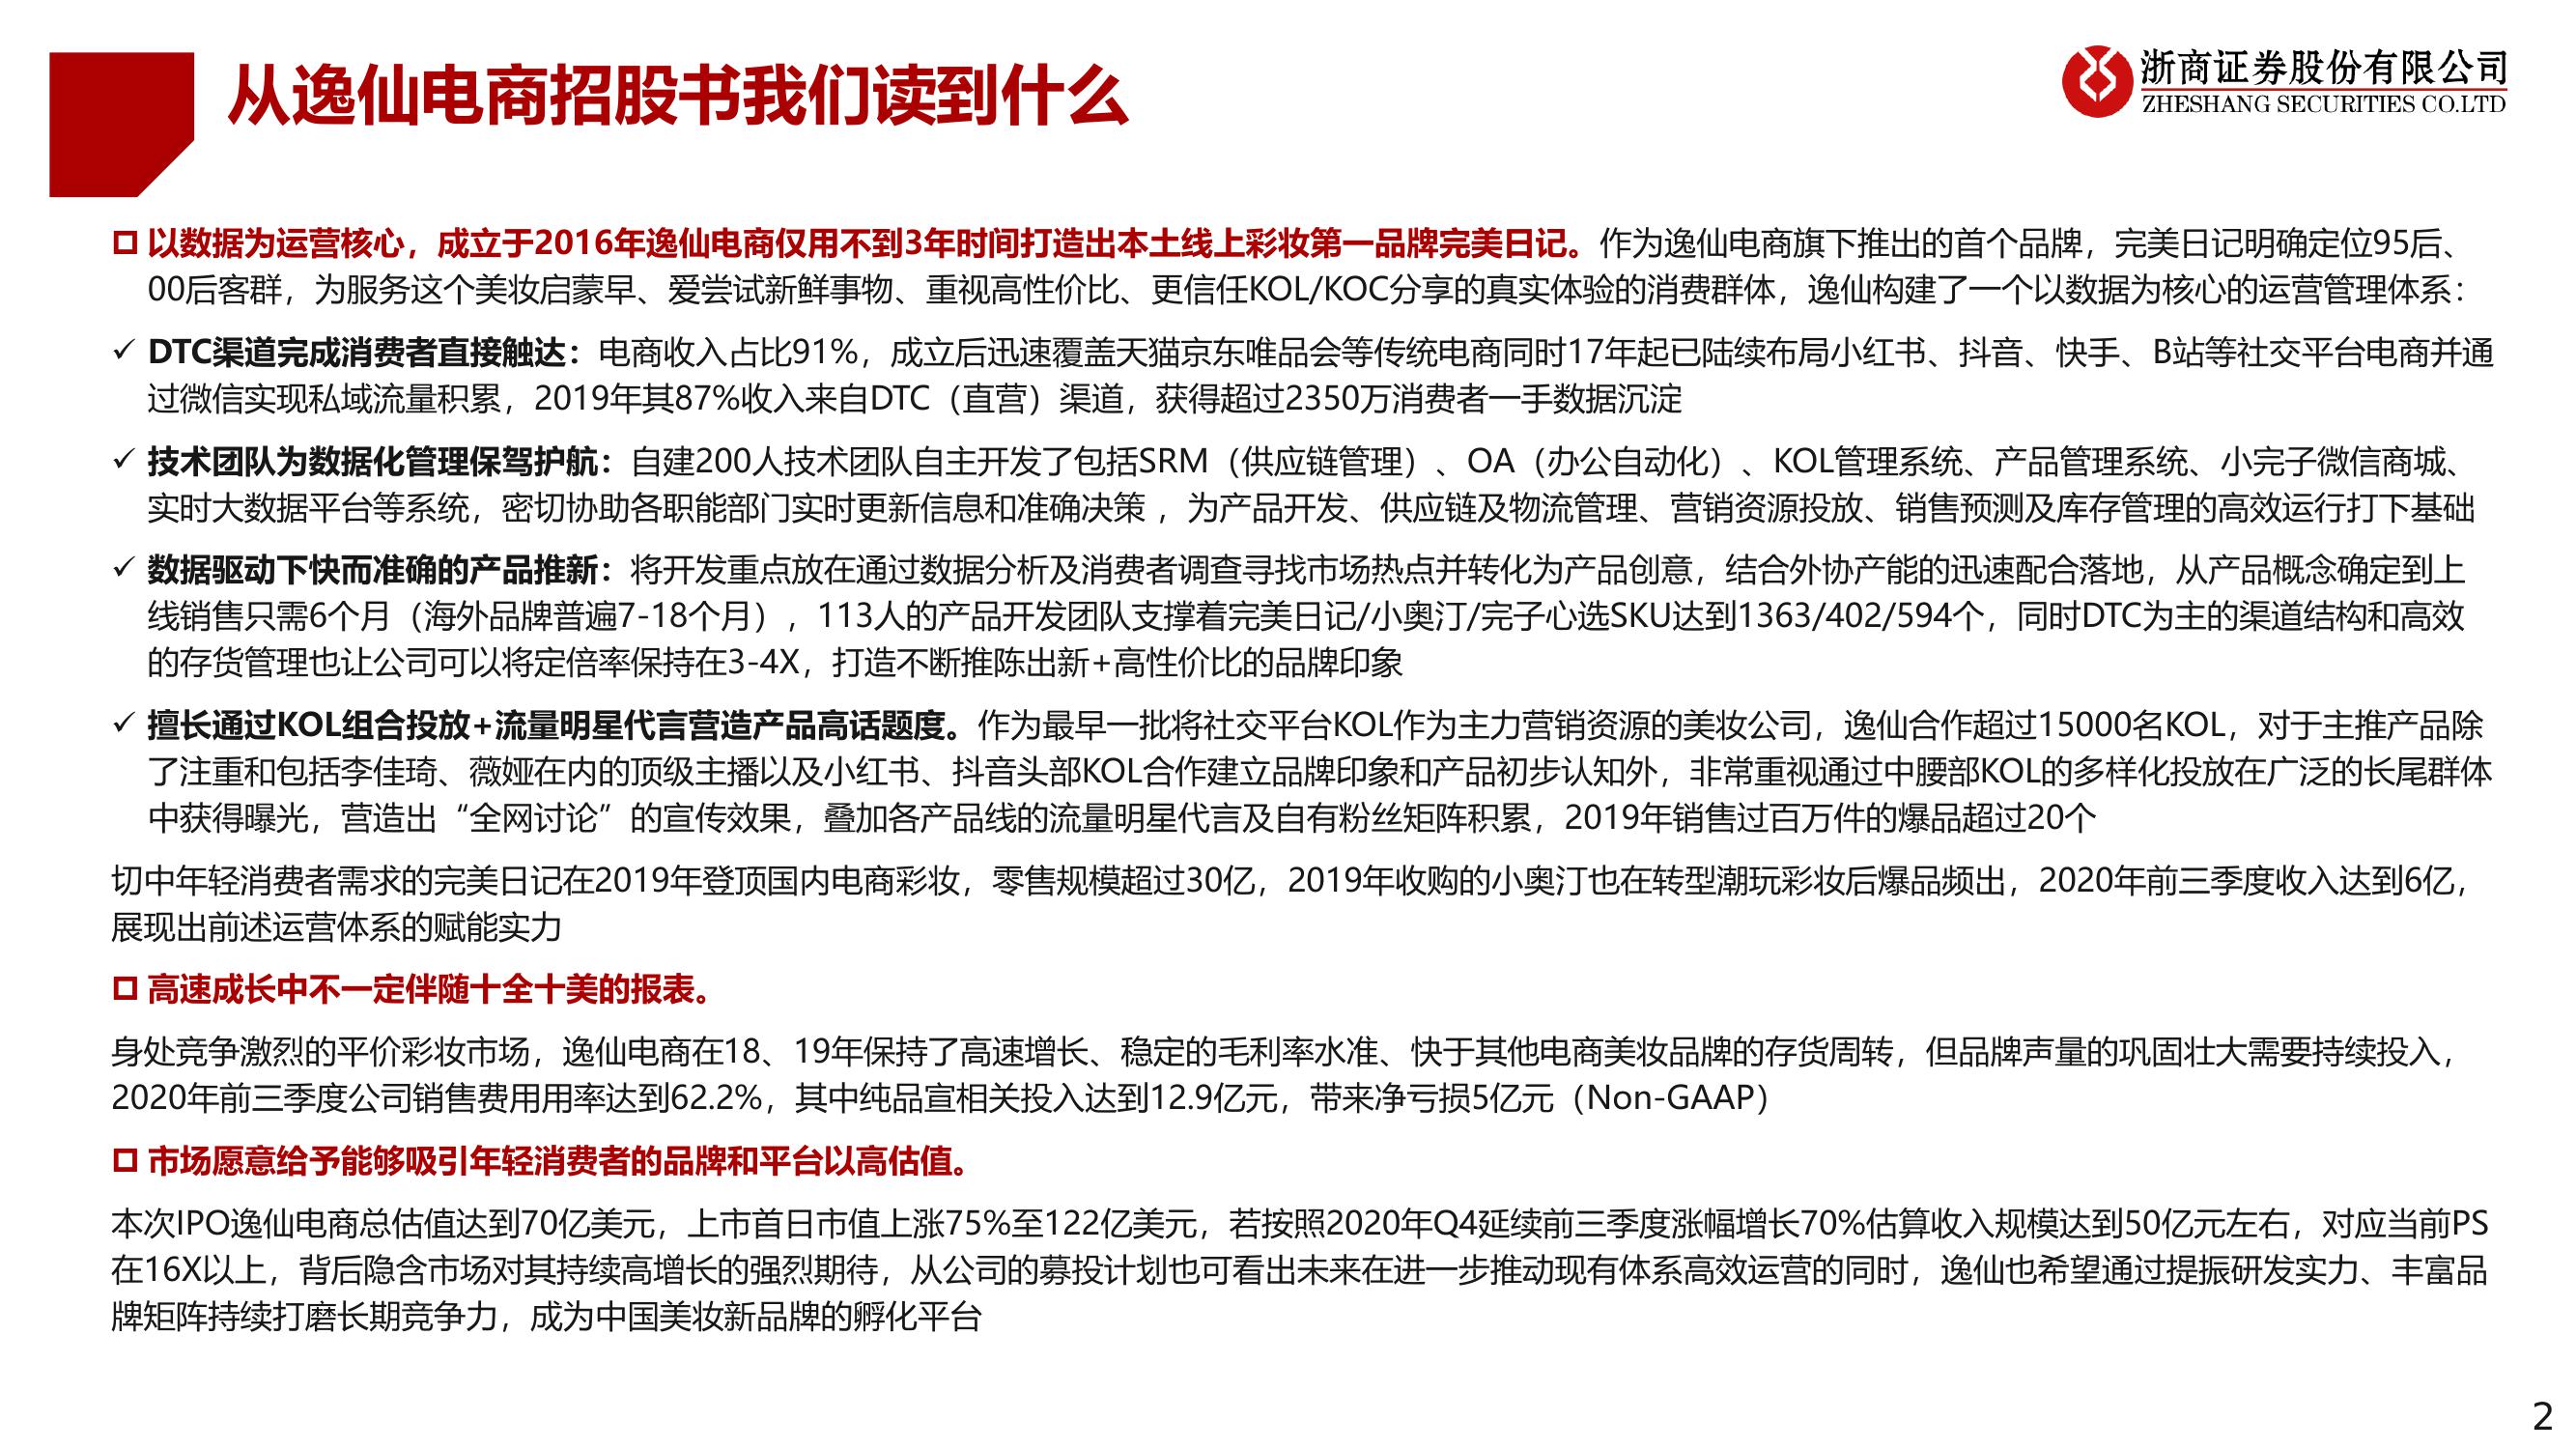 从逸仙电商招股书我们读到什么
浙商证券股份有限公司
ZHESHANG SECURITIES CO.LTD
以数据为运营核心，成立于2016年逸仙电商仅用不到3年时间打造出本土线上彩妆第一品牌完美日记。作为逸仙电商旗下推出的首个品牌，完美日记明确定位95后、
00后客群，为服务这个美妆启蒙早、爱尝试新鲜事物、重视高性价比、更信任KOL/KOC分享的真实体验的消费群体，逸仙构建了一个以数据为核心的运营管理体系：
✓ DTC渠道完成消费者直接触达：电商收入占比91%，成立后迅速覆盖天猫京东唯品会等传统电商同时17年起已陆续布局小红书、抖音、快手、B站等社交平台电商并通
过微信实现私域流量积累，2019年其87%收入来自DTC（直营）渠道，获得超过2350万消费者一手数据沉淀
✓ 技术团队为数据化管理保驾护航：自建200人技术团队自主开发了包括SRM（供应链管理）、OA（办公自动化）、KOL管理系统、产品管理系统、小完子微信商城、
实时大数据平台等系统，密切协助各职能部门实时更新信息和准确决策 ，为产品开发、供应链及物流管理、营销资源投放、销售预测及库存管理的高效运行打下基础
✓ 数据驱动下快而准确的产品推新：将开发重点放在通过数据分析及消费者调查寻找市场热点并转化为产品创意，结合外协产能的迅速配合落地，从产品概念确定到上
线销售只需6个月（海外品牌普遍7-18个月），113人的产品开发团队支撑着完美日记/小奥汀/完子心选SKU达到1363/402/594个，同时DTC为主的渠道结构和高效
的存货管理也让公司可以将定倍率保持在3-4X，打造不断推陈出新+高性价比的品牌印象
✓ 擅长通过KOL组合投放+流量明星代言营造产品高话题度。作为最早一批将社交平台KOL作为主力营销资源的美妆公司，逸仙合作超过15000名KOL，对于主推产品除
了注重和包括李佳琦、薇娅在内的顶级主播以及小红书、抖音头部KOL合作建立品牌印象和产品初步认知外，非常重视通过中腰部KOL的多样化投放在广泛的长尾群体
中获得曝光，营造出“全网讨论”的宣传效果，叠加各产品线的流量明星代言及自有粉丝矩阵积累，2019年销售过百万件的爆品超过20个
切中年轻消费者需求的完美日记在2019年登顶国内电商彩妆，零售规模超过30亿，2019年收购的小奥汀也在转型潮玩彩妆后爆品频出，2020年前三季度收入达到6亿，
展现出前述运营体系的赋能实力
高速成长中不一定伴随十全十美的报表。
身处竞争激烈的平价彩妆市场，逸仙电商在18、19年保持了高速增长、稳定的毛利率水准、快于其他电商美妆品牌的存货周转，但品牌声量的巩固壮大需要持续投入，
2020年前三季度公司销售费用用率达到62.2%，其中纯品宣相关投入达到12.9亿元，带来净亏损5亿元（Non-GAAP）
市场愿意给予能够吸引年轻消费者的品牌和平台以高估值。
本次IPO逸仙电商总估值达到70亿美元，上市首日市值上涨75%至122亿美元，若按照2020年Q4延续前三季度涨幅增长70%估算收入规模达到50亿元左右，对应当前PS
在16X以上，背后隐含市场对其持续高增长的强烈期待，从公司的募投计划也可看出未来在进一步推动现有体系高效运营的同时，逸仙也希望通过提振研发实力、丰富品
牌矩阵持续打磨长期竞争力，成为中国美妆新品牌的孵化平台
2